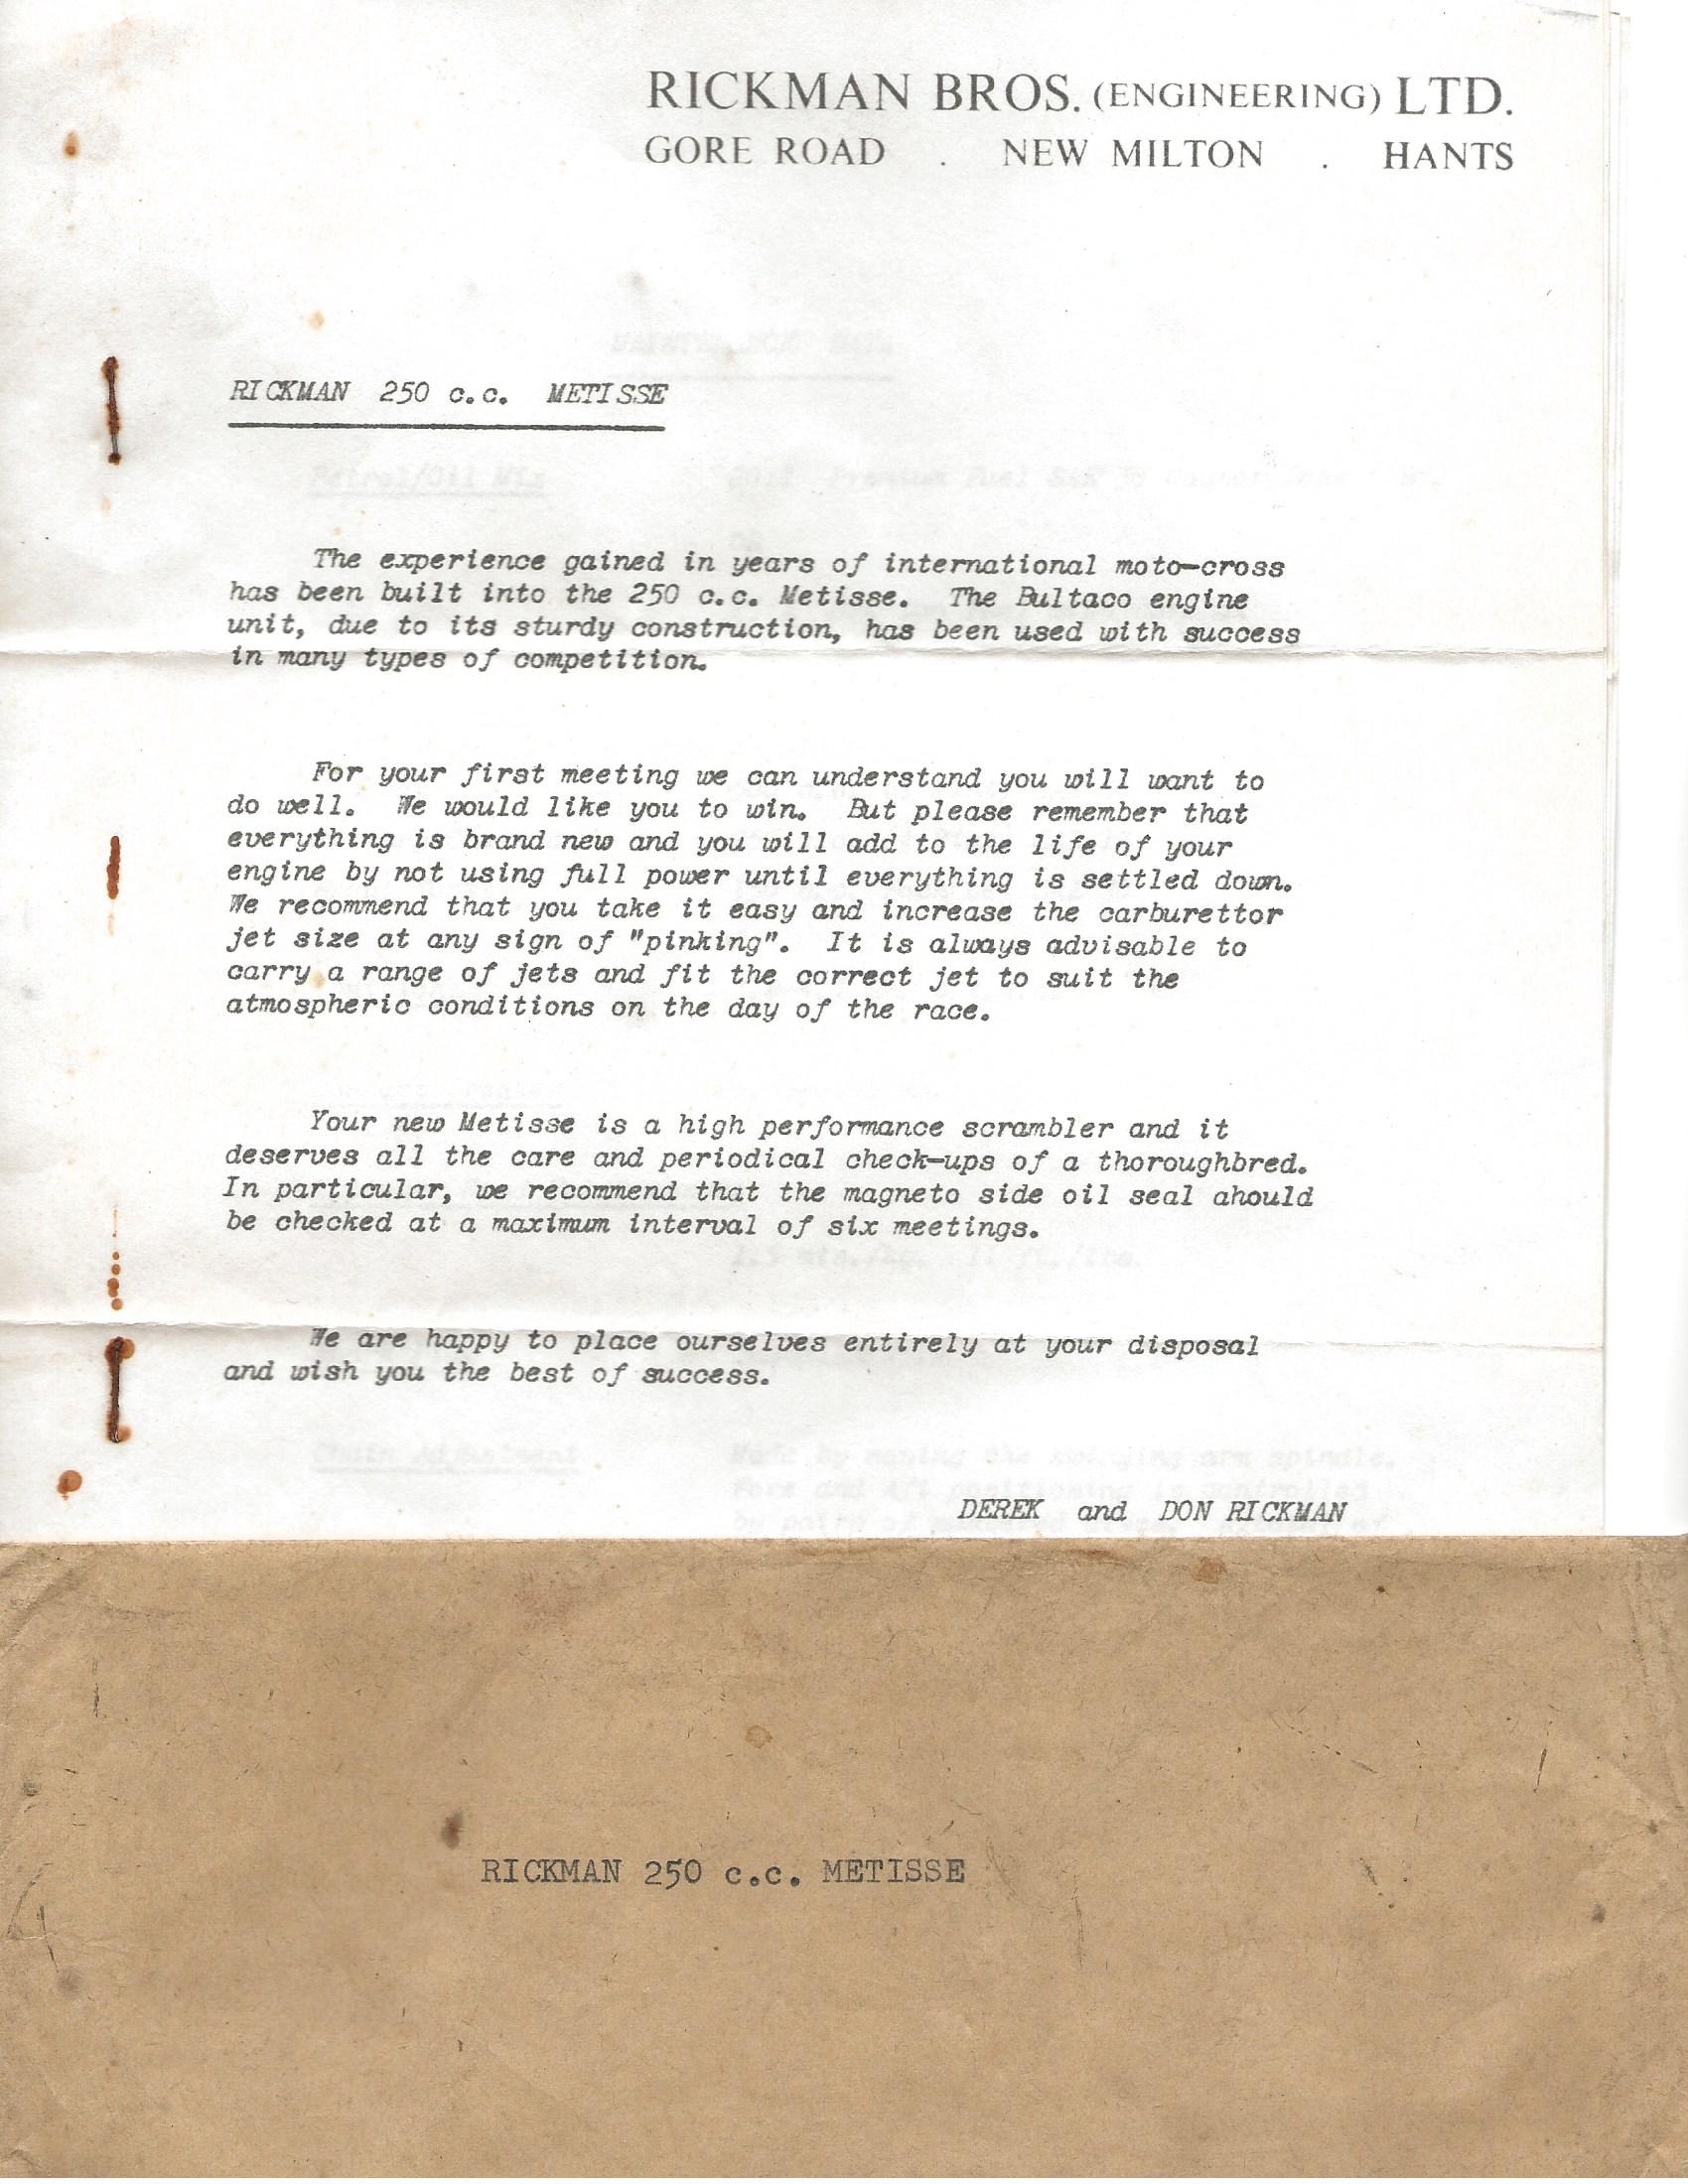 RICKMAN BROS. (ENGINEERING) LTD.
GORE ROAD . NEW MILTON . HANTS
RICKMAN 250 c.c. METISSE
Petrol/Oil Mix
The experience gained in years of international moto-cross
has been built into the 250 c.c. Metisse. The Bultaco engine
unit, due to its sturdy construction, has been used with success
in many types of competition.
For your first meeting we can understand you will want to
do well. We would like you to win. But please remember that
everything is brand new and you will add to the life of your
engine by not using full power until everything is settled down.
We recommend that you take it easy and increase the carburettor
jet size at any sign of "pinking". It is always advisable to
carry a range of jets and fit the correct jet to suit the
atmospheric conditions on the day of the race.
Your new Metisse is a high performance scrambler and it
deserves all the care and periodical check-ups of a thoroughbred.
In particular, we recommend that the magneto side oil seal ahould
be checked at a maximum interval of six meetings.
We are happy to place ourselves entirely at your disposal
and wish you the best of success.
Chain Adjustment
DEREK and DON RICKMAN
RICKMAN 250 c.c. METISSE